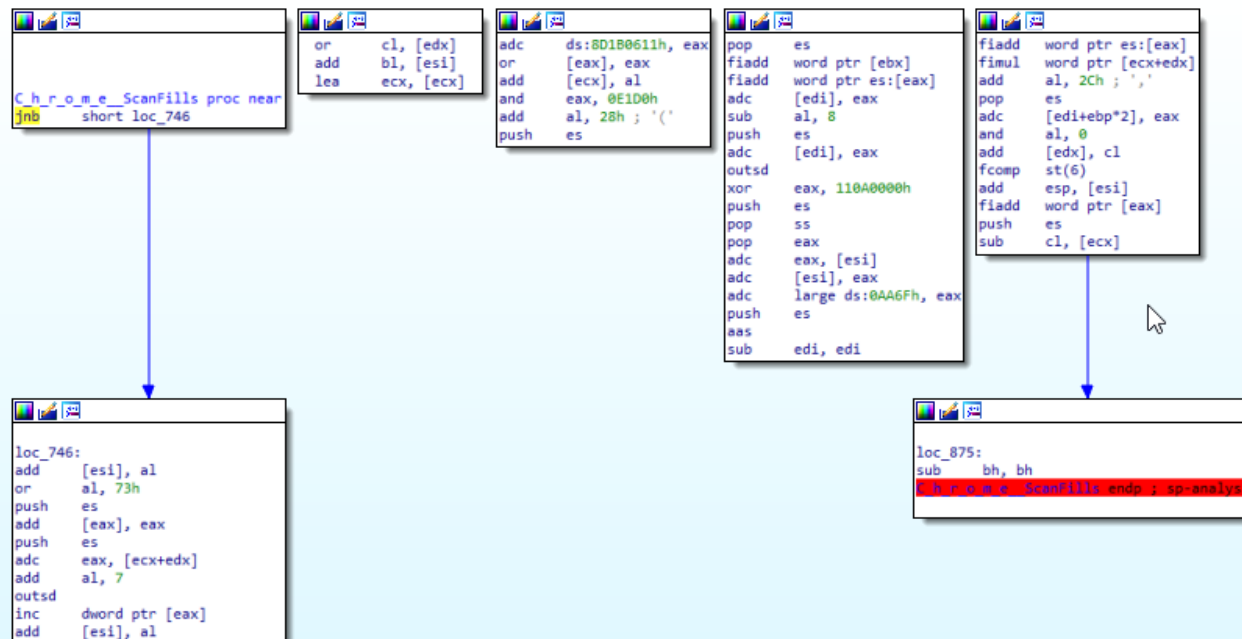 C_h_r_o_m_e__ScanFills proc near
jnb short loc_746
or cl, [edx]
add bl, [esi]
lea ecx, [ecx]
adc ds:8D1B0611h, eax
or [eax], eax
add [ecx], al
and eax, 0E1D0h
add al, 28h ; '('
push es
pop es
fiadd word ptr [ebx]
fiadd word ptr es:[eax]
adc [edi], eax
sub al, 8
push es
adc [edi], eax
outsd
xor eax, 110A0000h
push es
pop ss
pop eax
adc eax, [esi]
adc [esi], eax
adc large ds:0AA6Fh, eax
push es
aas
sub edi, edi
fiadd word ptr es:[eax]
fimul word ptr [ecx+edx]
add al, 2Ch ; ','
pop es
adc [edi+ebp*2], eax
and al, 0
add [edx], cl
fcomp st(6)
add esp, [esi]
fiadd word ptr [eax]
push es
sub cl, [ecx]
loc_746:
add [esi], al
or al, 73h
push es
add [eax], eax
push es
adc eax, [ecx+edx]
add al, 7
outsd
inc dword ptr [eax]
add [esi], al
loc_875:
sub bh, bh
C_h_r_o_m_e__ScanFills endp ; sp-analys